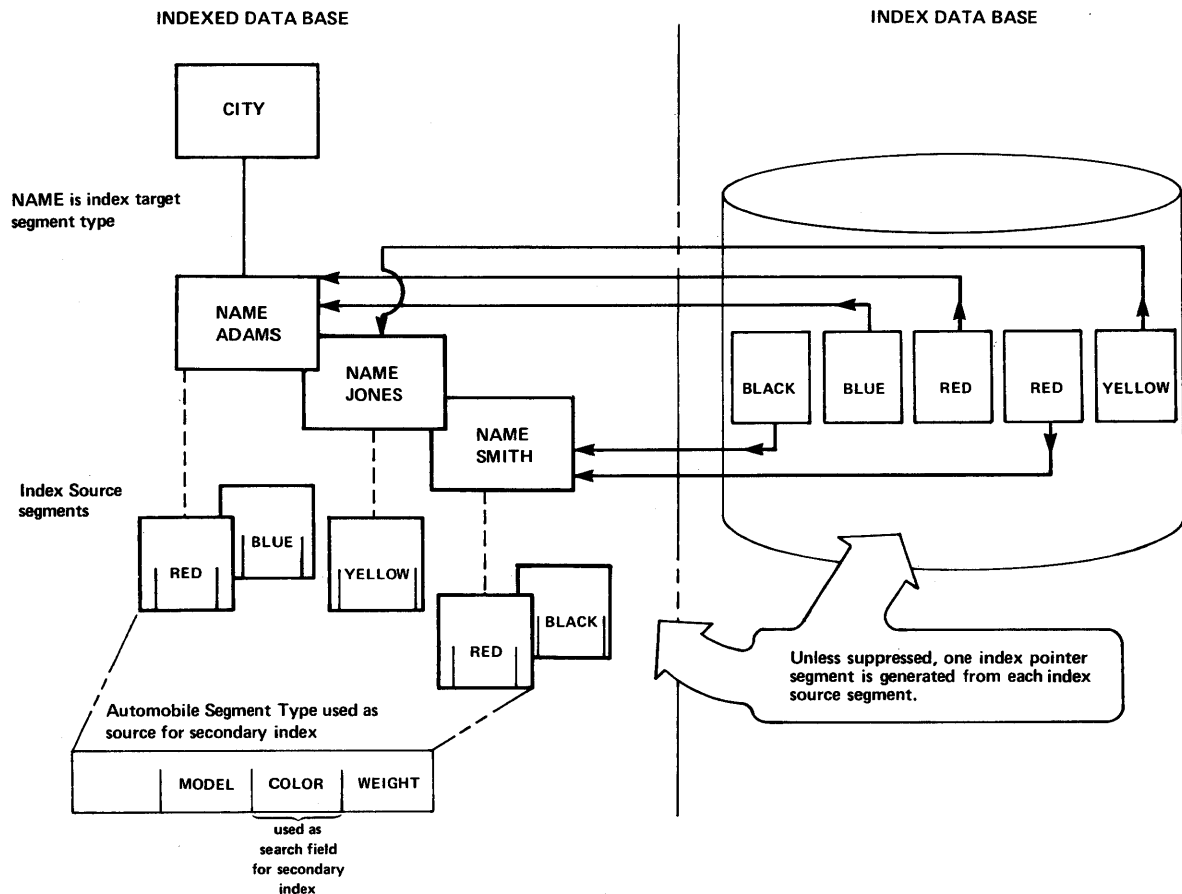 INDEXED DATA BASE
INDEX DATA BASE
CITY
NAME is index target
segment type
NAME
ADAMS
NAME
JONES
NAME
SMITH
BLACK
BLUE
RED
RED
YELLOW
Index Source
segments
RED
BLUE
YELLOW
RED
BLACK
Unless suppressed, one index pointer
segment is generated from each index
source segment.
Automobile Segment Type used as
source for secondary index
MODEL
COLOR
WEIGHT
used as
search field
for secondary
index